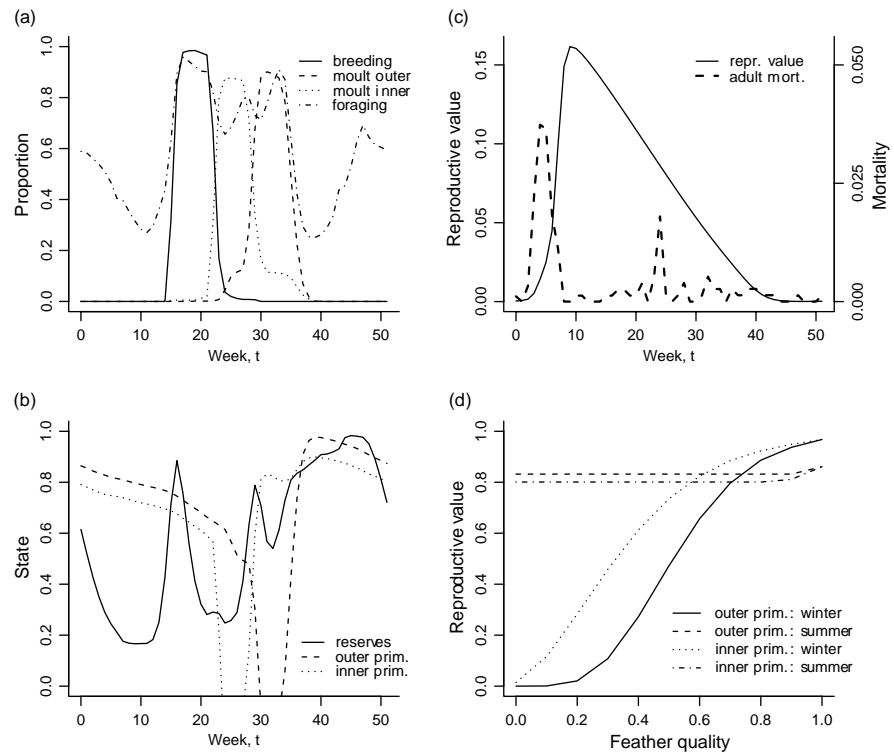 (a)
Proportion
1.0
0.8
0.6
0.4
0.2
0.0
breeding
moult outer
moult inner
foraging
0 10 20 30 40 50
Week, t
(c)
Reproductive value
0.15
0.10
0.05
0.00
repr. value
adult mort.
0.050
0.025
0.000
Mortality
0 10 20 30 40 50
Week, t
(b)
State
1.0
0.8
0.6
0.4
0.2
0.0
reserves
outer prim.
inner prim.
0 10 20 30 40 50
Week, t
(d)
Reproductive value
1.0
0.8
0.6
0.4
0.2
0.0
outer prim.: winter
outer prim.: summer
inner prim.: winter
inner prim.: summer
0.0 0.2 0.4 0.6 0.8 1.0
Feather quality